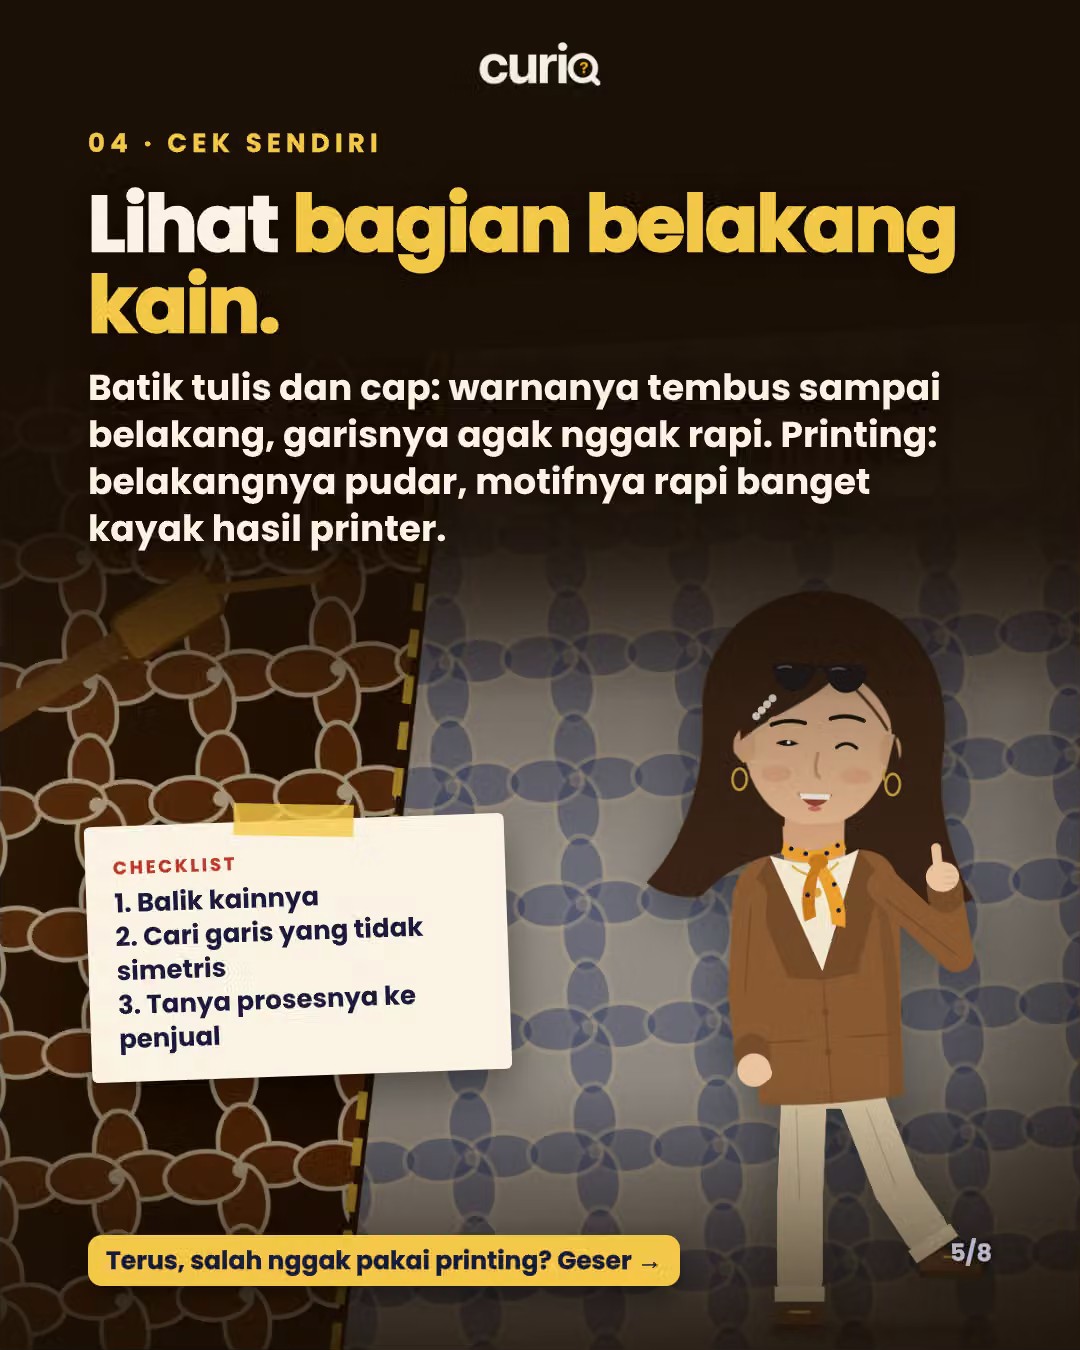 curio?
04 · CEK SENDIRI
Lihat bagian belakang
kain.
Batik tulis dan cap: warnanya tembus sampai
belakang, garisnya agak nggak rapi. Printing:
belakangnya pudar, motifnya rapi banget
kayak hasil printer.
CHECKLIST
1. Balik kainnya
2. Cari garis yang tidak
simetris
3. Tanya prosesnya ke
penjual
Terus, salah nggak pakai printing? Geser →
5/8